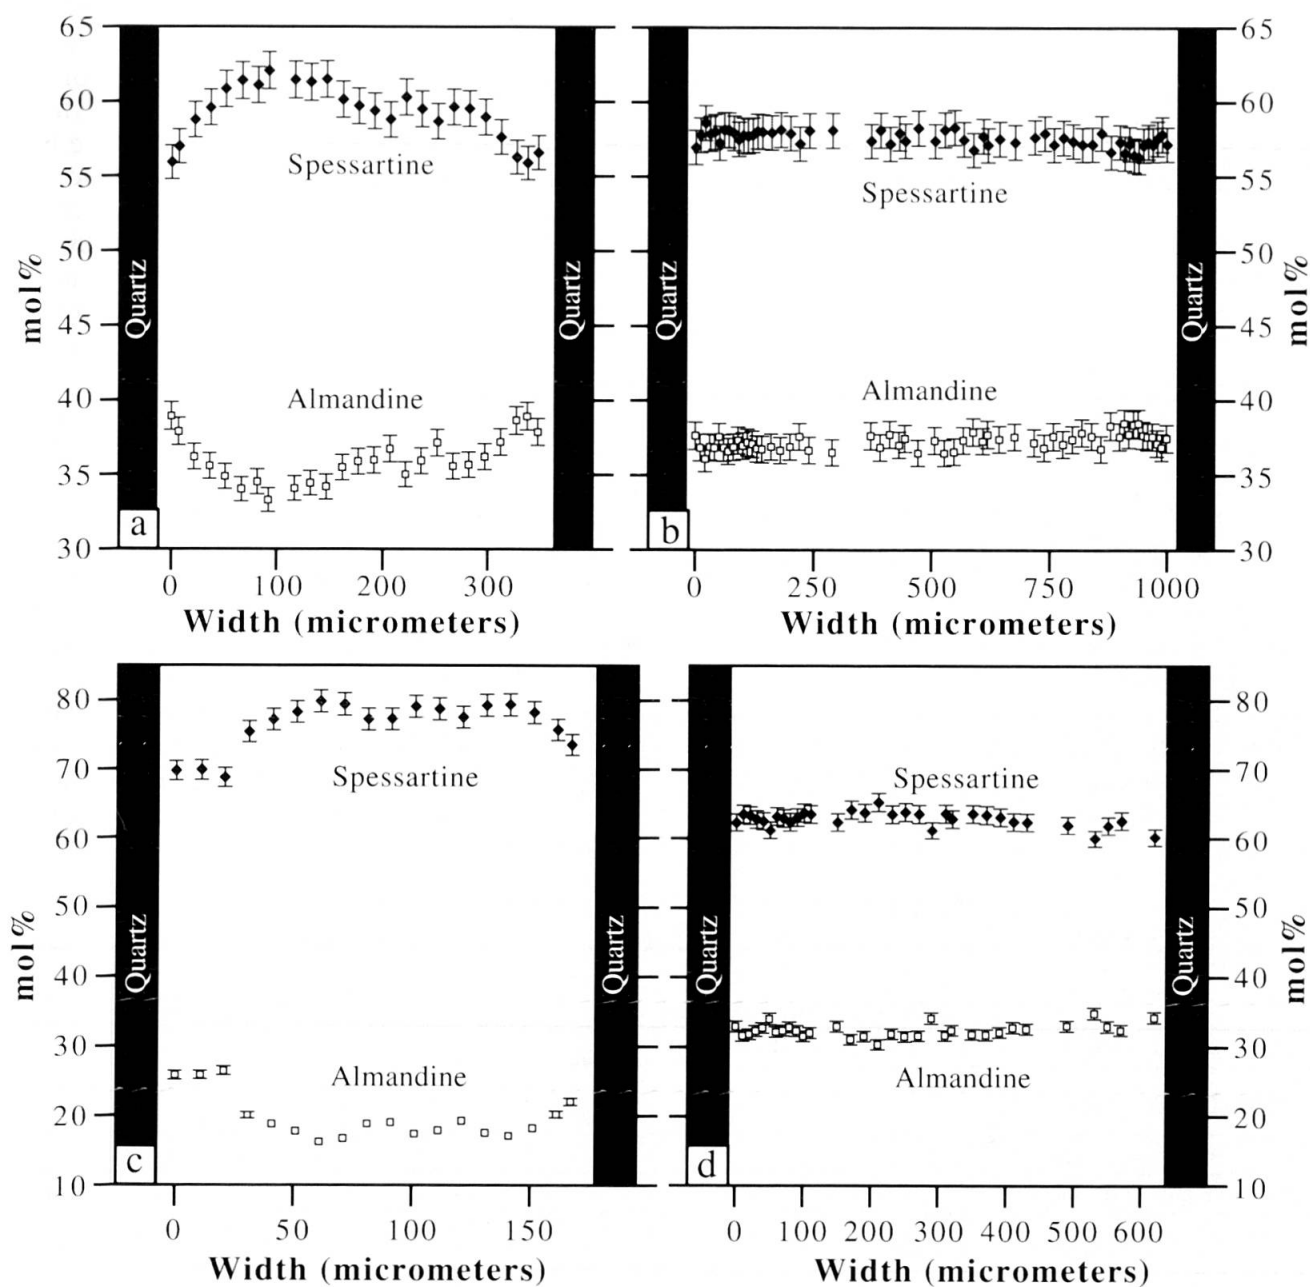 65
60
55
50
45
40
35
30
mol%
Quartz
Spessartine
Almandine
Quartz
a
0 100 200 300
Width (micrometers)
Quartz
Spessartine
Almandine
Quartz
b
65
60
55
50
45
40
35
30
mol%
0 250 500 750 1000
Width (micrometers)
80
70
60
50
40
30
20
10
mol%
Quartz
Spessartine
Almandine
Quartz
c
0 50 100 150
Width (micrometers)
Quartz
Spessartine
Almandine
Quartz
d
80
70
60
50
40
30
20
10
mol%
0 100 200 300 400 500 600
Width (micrometers)